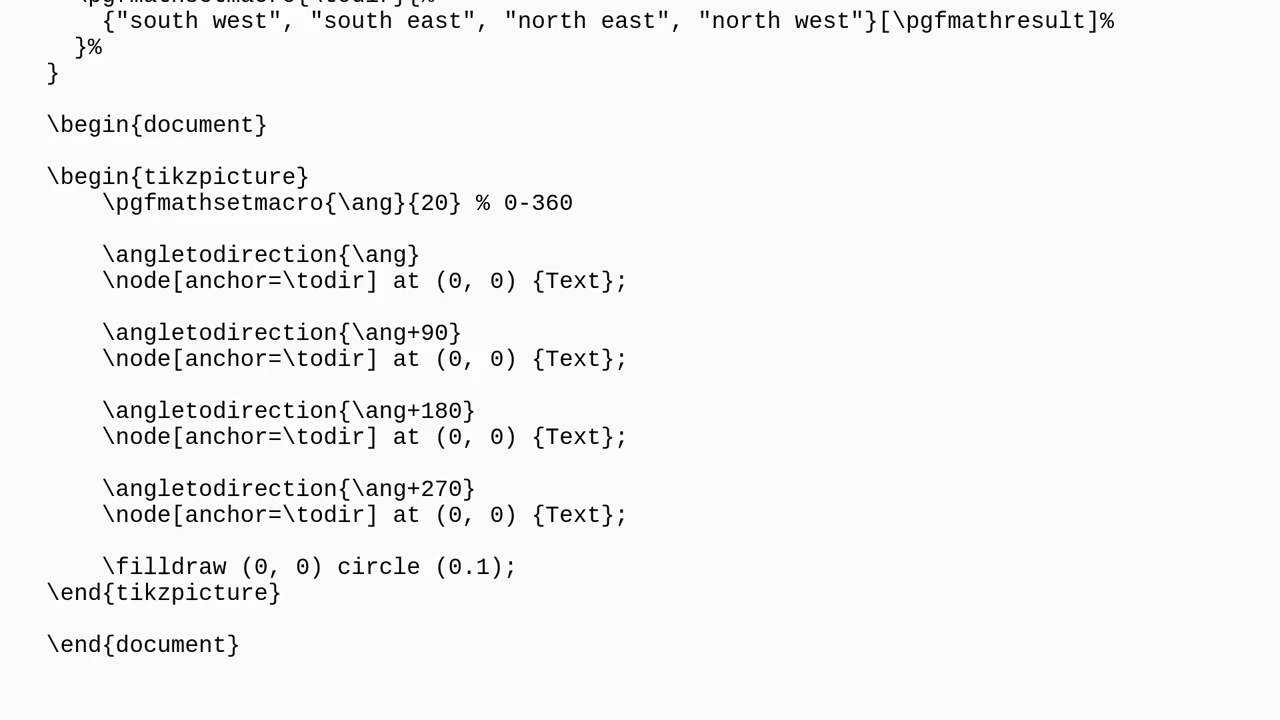 \pgfmathsetmacro{\todir}{%
{"south west", "south east", "north east", "north west"}[\pgfmathresult]%
}%
}
\begin{document}
\begin{tikzpicture}
\pgfmathsetmacro{\ang}{20} % 0-360
\angletodirection{\ang}
\node[anchor=\todir] at (0, 0) {Text};
\angletodirection{\ang+90}
\node[anchor=\todir] at (0, 0) {Text};
\angletodirection{\ang+180}
\node[anchor=\todir] at (0, 0) {Text};
\angletodirection{\ang+270}
\node[anchor=\todir] at (0, 0) {Text};
\filldraw (0, 0) circle (0.1);
\end{tikzpicture}
\end{document}